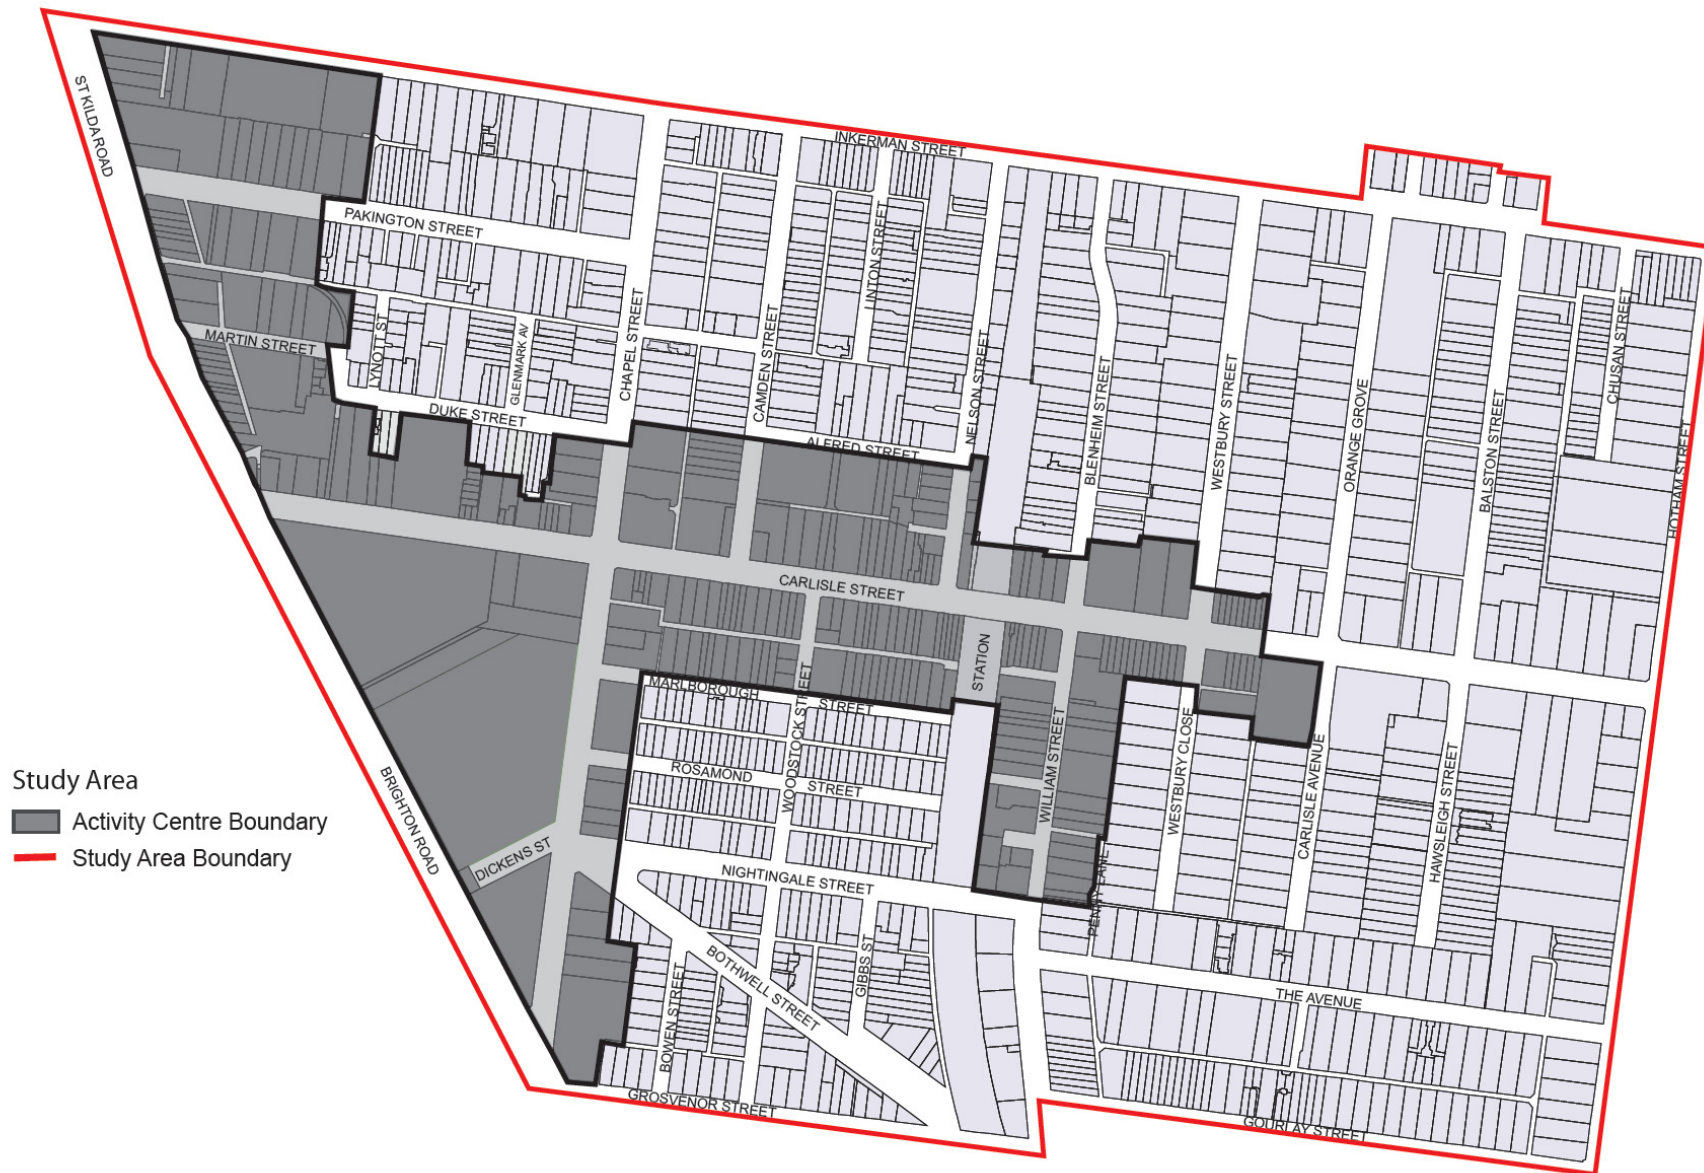 ST KILDA ROAD
INKERMAN STREET
PAKINGTON STREET
LINTON STREET
MARTIN STREET
LYNOTT ST
GLENMARK AV
CHAPEL STREET
CAMDEN STREET
NELSON STREET
BLENHEIM STREET
WESTBURY STREET
ORANGE GROVE
BALSTON STREET
CHUSAN STREET
HOTHAM STREET
DUKE STREET
ALFRED STREET
CARLISLE STREET
STATION
MARLBOROUGH
STREET
WOODSTOCK STREET
ROSAMOND
STREET
WILLIAM STREET
WESTBURY CLOSE
CARLISLE AVENUE
HAWSLEIGH STREET
BRIGHTON ROAD
DICKENS ST
NIGHTINGALE STREET
PENNY LANE
BOTHWELL STREET
GIBBS ST
BOWEN STREET
THE AVENUE
GROSVENOR STREET
GOURLAY STREET
Study Area
Activity Centre Boundary
Study Area Boundary